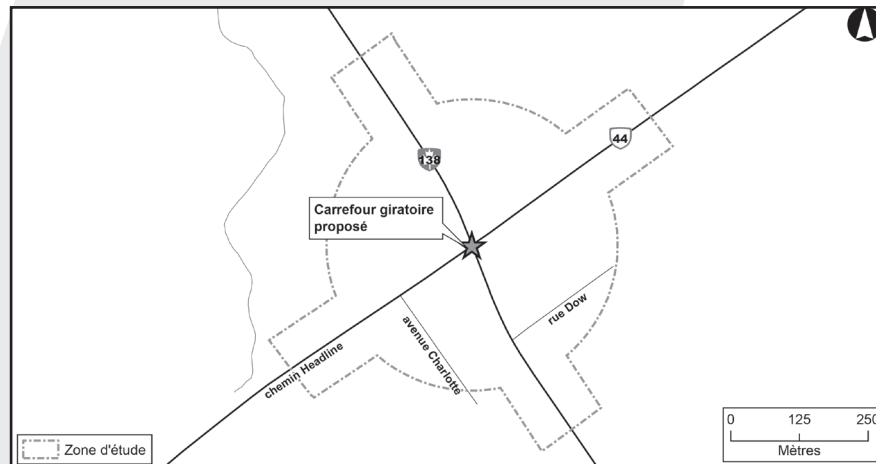 138
44
Carrefour giratoire
proposé
rue Dow
avenue Charlotte
chemin Headline
Zone d'étude
0 125 250
Mètres